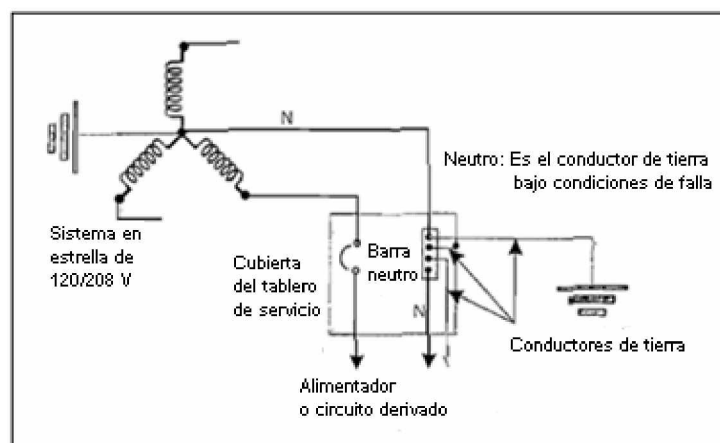 N
Neutro: Es el conductor de tierra
bajo condiciones de falla
Sistema en
estrella de
120/208 V
Cubierta
del tablero
de servicio
Barra
neutro
N
Conductores de tierra
Alimentador
o circuito derivado